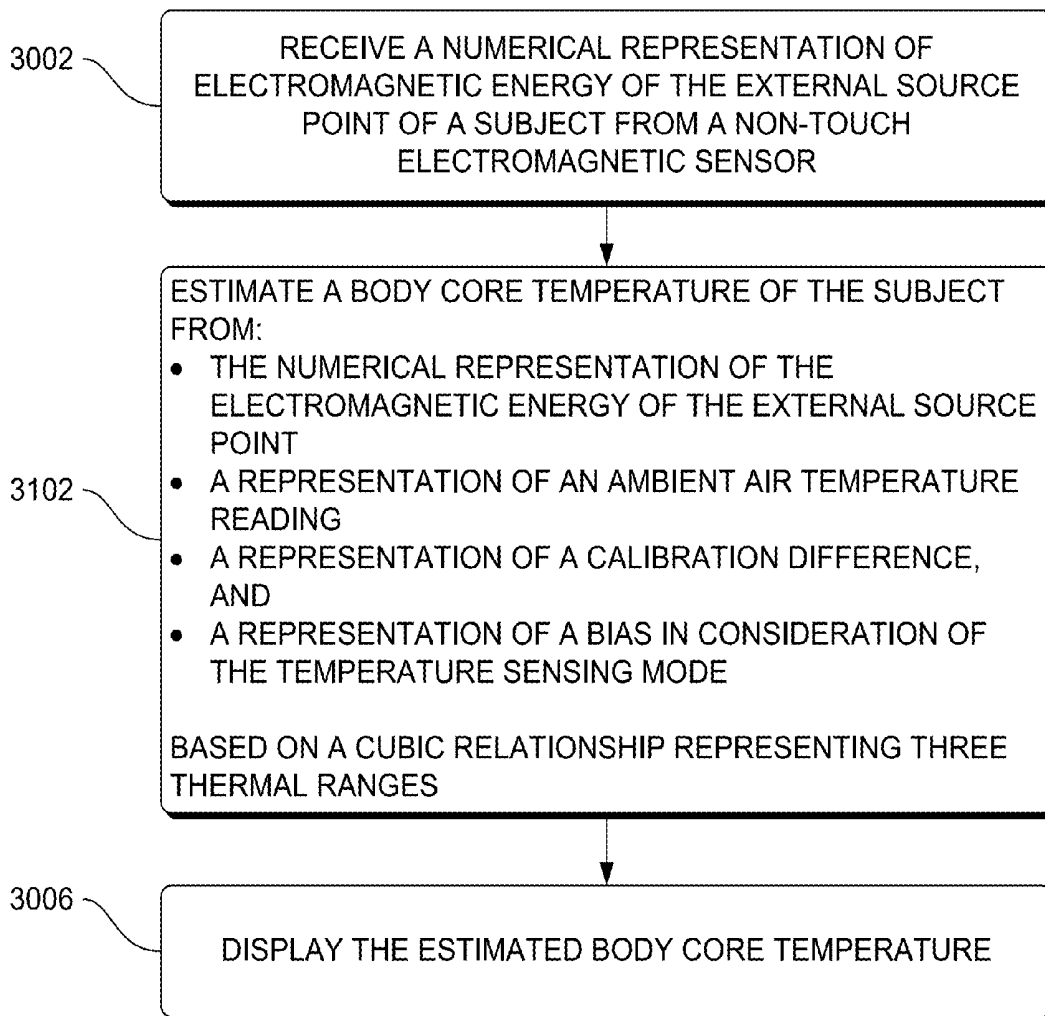 3002
RECEIVE A NUMERICAL REPRESENTATION OF
ELECTROMAGNETIC ENERGY OF THE EXTERNAL SOURCE
POINT OF A SUBJECT FROM A NON-TOUCH
ELECTROMAGNETIC SENSOR
3102
ESTIMATE A BODY CORE TEMPERATURE OF THE SUBJECT
FROM:
• THE NUMERICAL REPRESENTATION OF THE
ELECTROMAGNETIC ENERGY OF THE EXTERNAL SOURCE
POINT
• A REPRESENTATION OF AN AMBIENT AIR TEMPERATURE
READING
• A REPRESENTATION OF A CALIBRATION DIFFERENCE,
AND
• A REPRESENTATION OF A BIAS IN CONSIDERATION OF
THE TEMPERATURE SENSING MODE
BASED ON A CUBIC RELATIONSHIP REPRESENTING THREE
THERMAL RANGES
3006
DISPLAY THE ESTIMATED BODY CORE TEMPERATURE